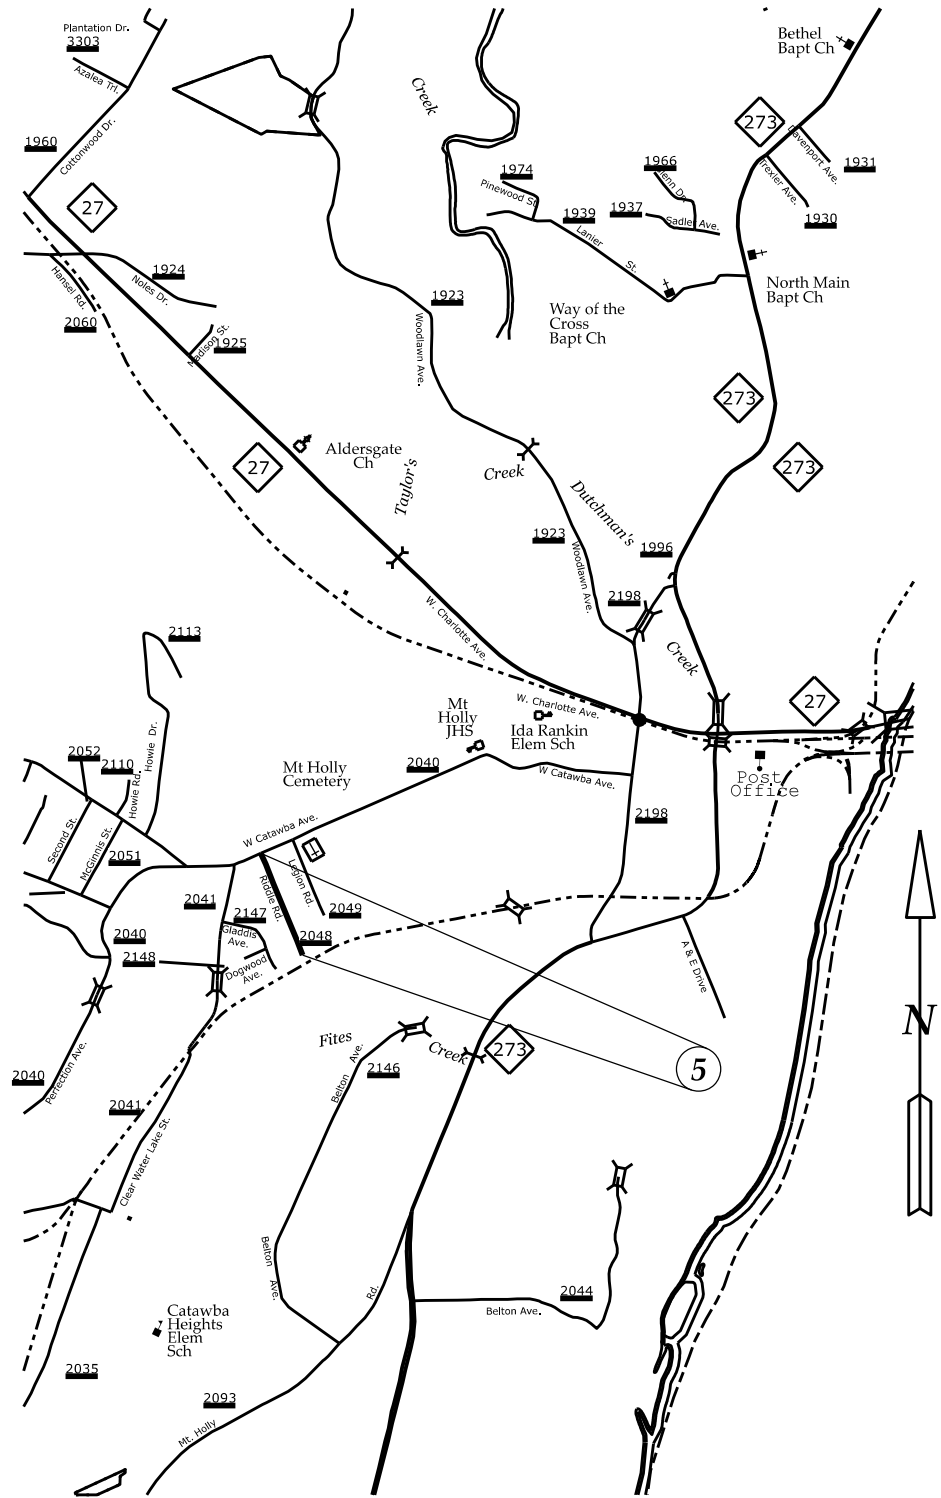 Plantation Dr.
3303
Azalea Trl.
Cottonwood Dr.
1960
27
Creek
Bethel
Bapt Ch
273
Davenport Ave.
1931
Trexler Ave.
1930
1974
Pinewood St.
1966
Glenn Dr.
1939
1937
Sadler Ave.
Lanier
St.
North Main
Bapt Ch
Way of the
Cross
Bapt Ch
1924
Noles Dr.
Hansel Rd.
2060
Madison St.
1925
1923
Woodlawn Ave.
273
27
Aldersgate
Ch
Taylor's
Creek
273
Dutchman's
1923
Woodlawn Ave.
1996
2198
Creek
W. Charlotte Ave.
2113
Howie Dr.
W. Charlotte Ave.
27
Mt
Holly
JHS
Ida Rankin
Elem Sch
2052
2110
Howie Rd.
Mt Holly
Cemetery
2040
W Catawba Ave.
Post
Office
2198
W Catawba Ave.
Second St.
McGinnis St.
2051
Legion Rd.
Riddle Rd.
2041
2147
2049
Gladdis
Ave.
2040
2048
2148
Dogwood
Ave.
A & E Drive
Fites
Creek
273
5
N
Belton Ave.
2146
2040
Perfection Ave.
2041
Clear Water Lake St.
Belton Ave.
Rd.
2044
Belton Ave.
Catawba
Heights
Elem
Sch
2035
2093
Mt. Holly